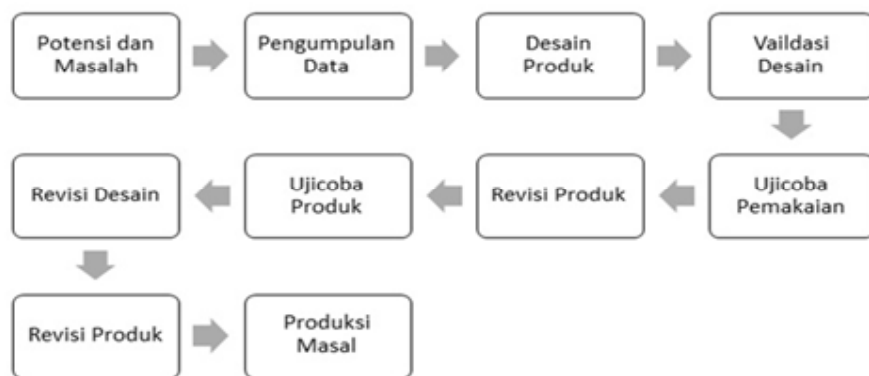 Potensi dan
Masalah
Pengumpulan
Data
Desain
Produk
Vaildasi
Desain
Ujicoba
Pemakaian
Revisi Produk
Ujicoba
Produk
Revisi Desain
Revisi Produk
Produksi
Masal